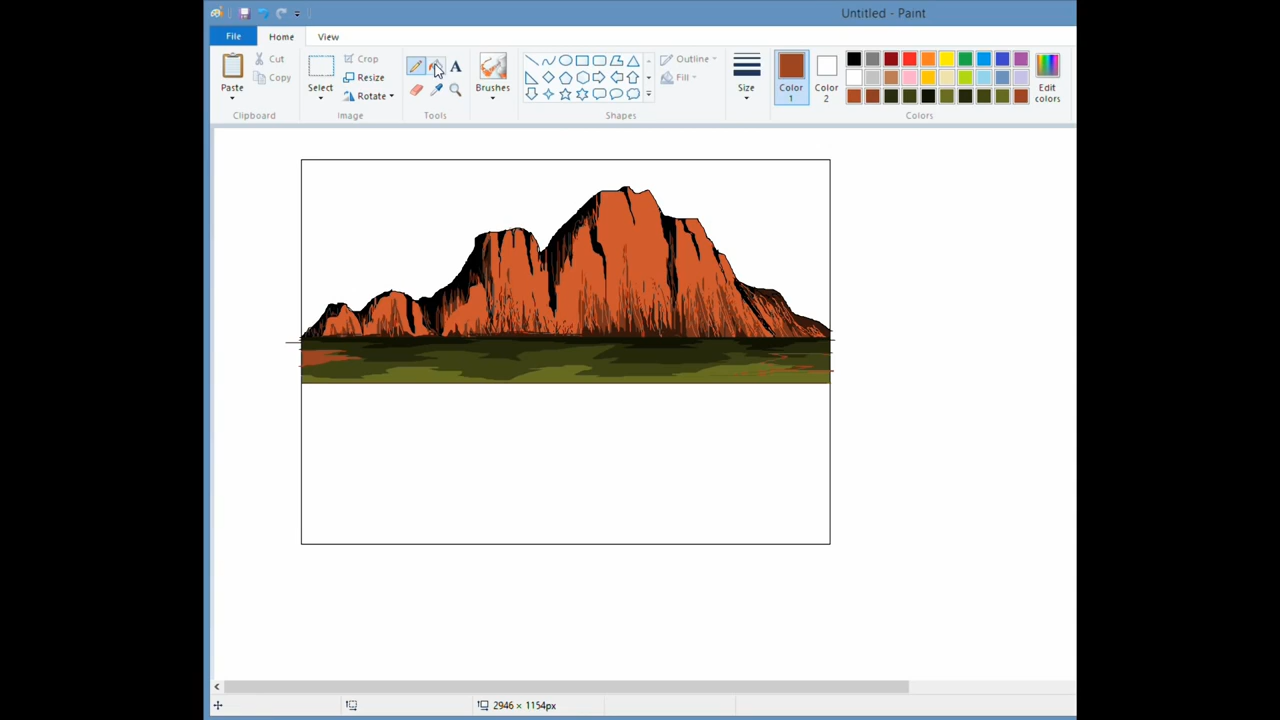 Untitled - Paint
File Home View
Paste
Cut
Copy
Clipboard
Select
Crop
Resize
Rotate
Image
A
Tools
Brushes
Outline
Fill
Shapes
Size
Color
1
Color
2
Edit
colors
Colors
2946 × 1154px